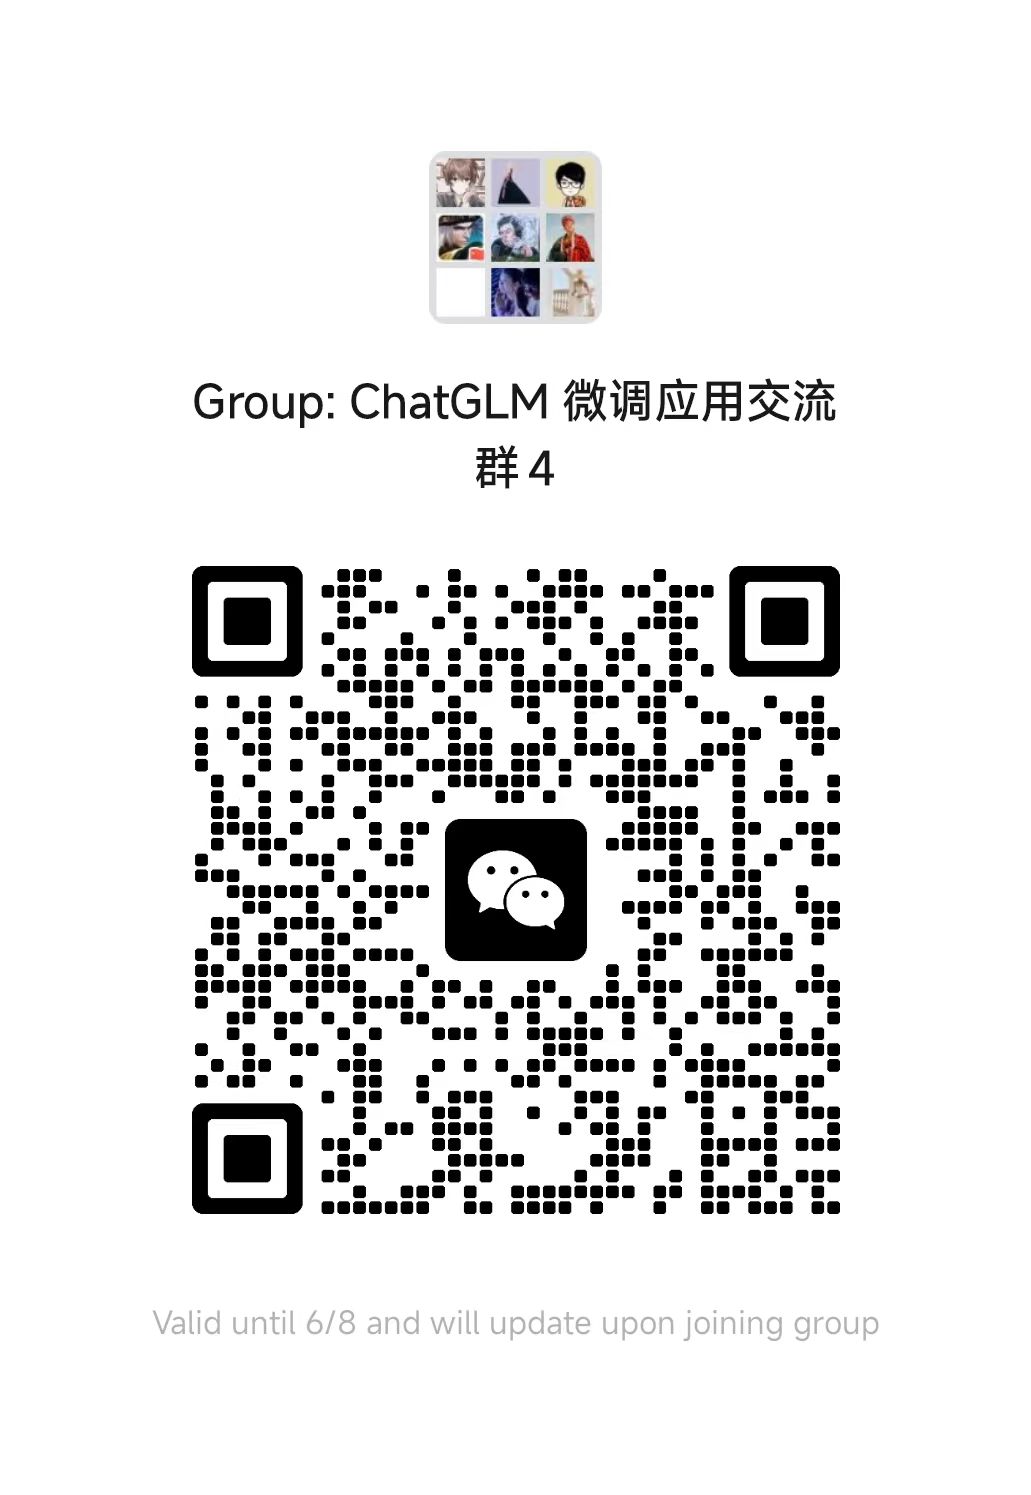 Group: ChatGLM 微调应用交流
群 4
Valid until 6/8 and will update upon joining group